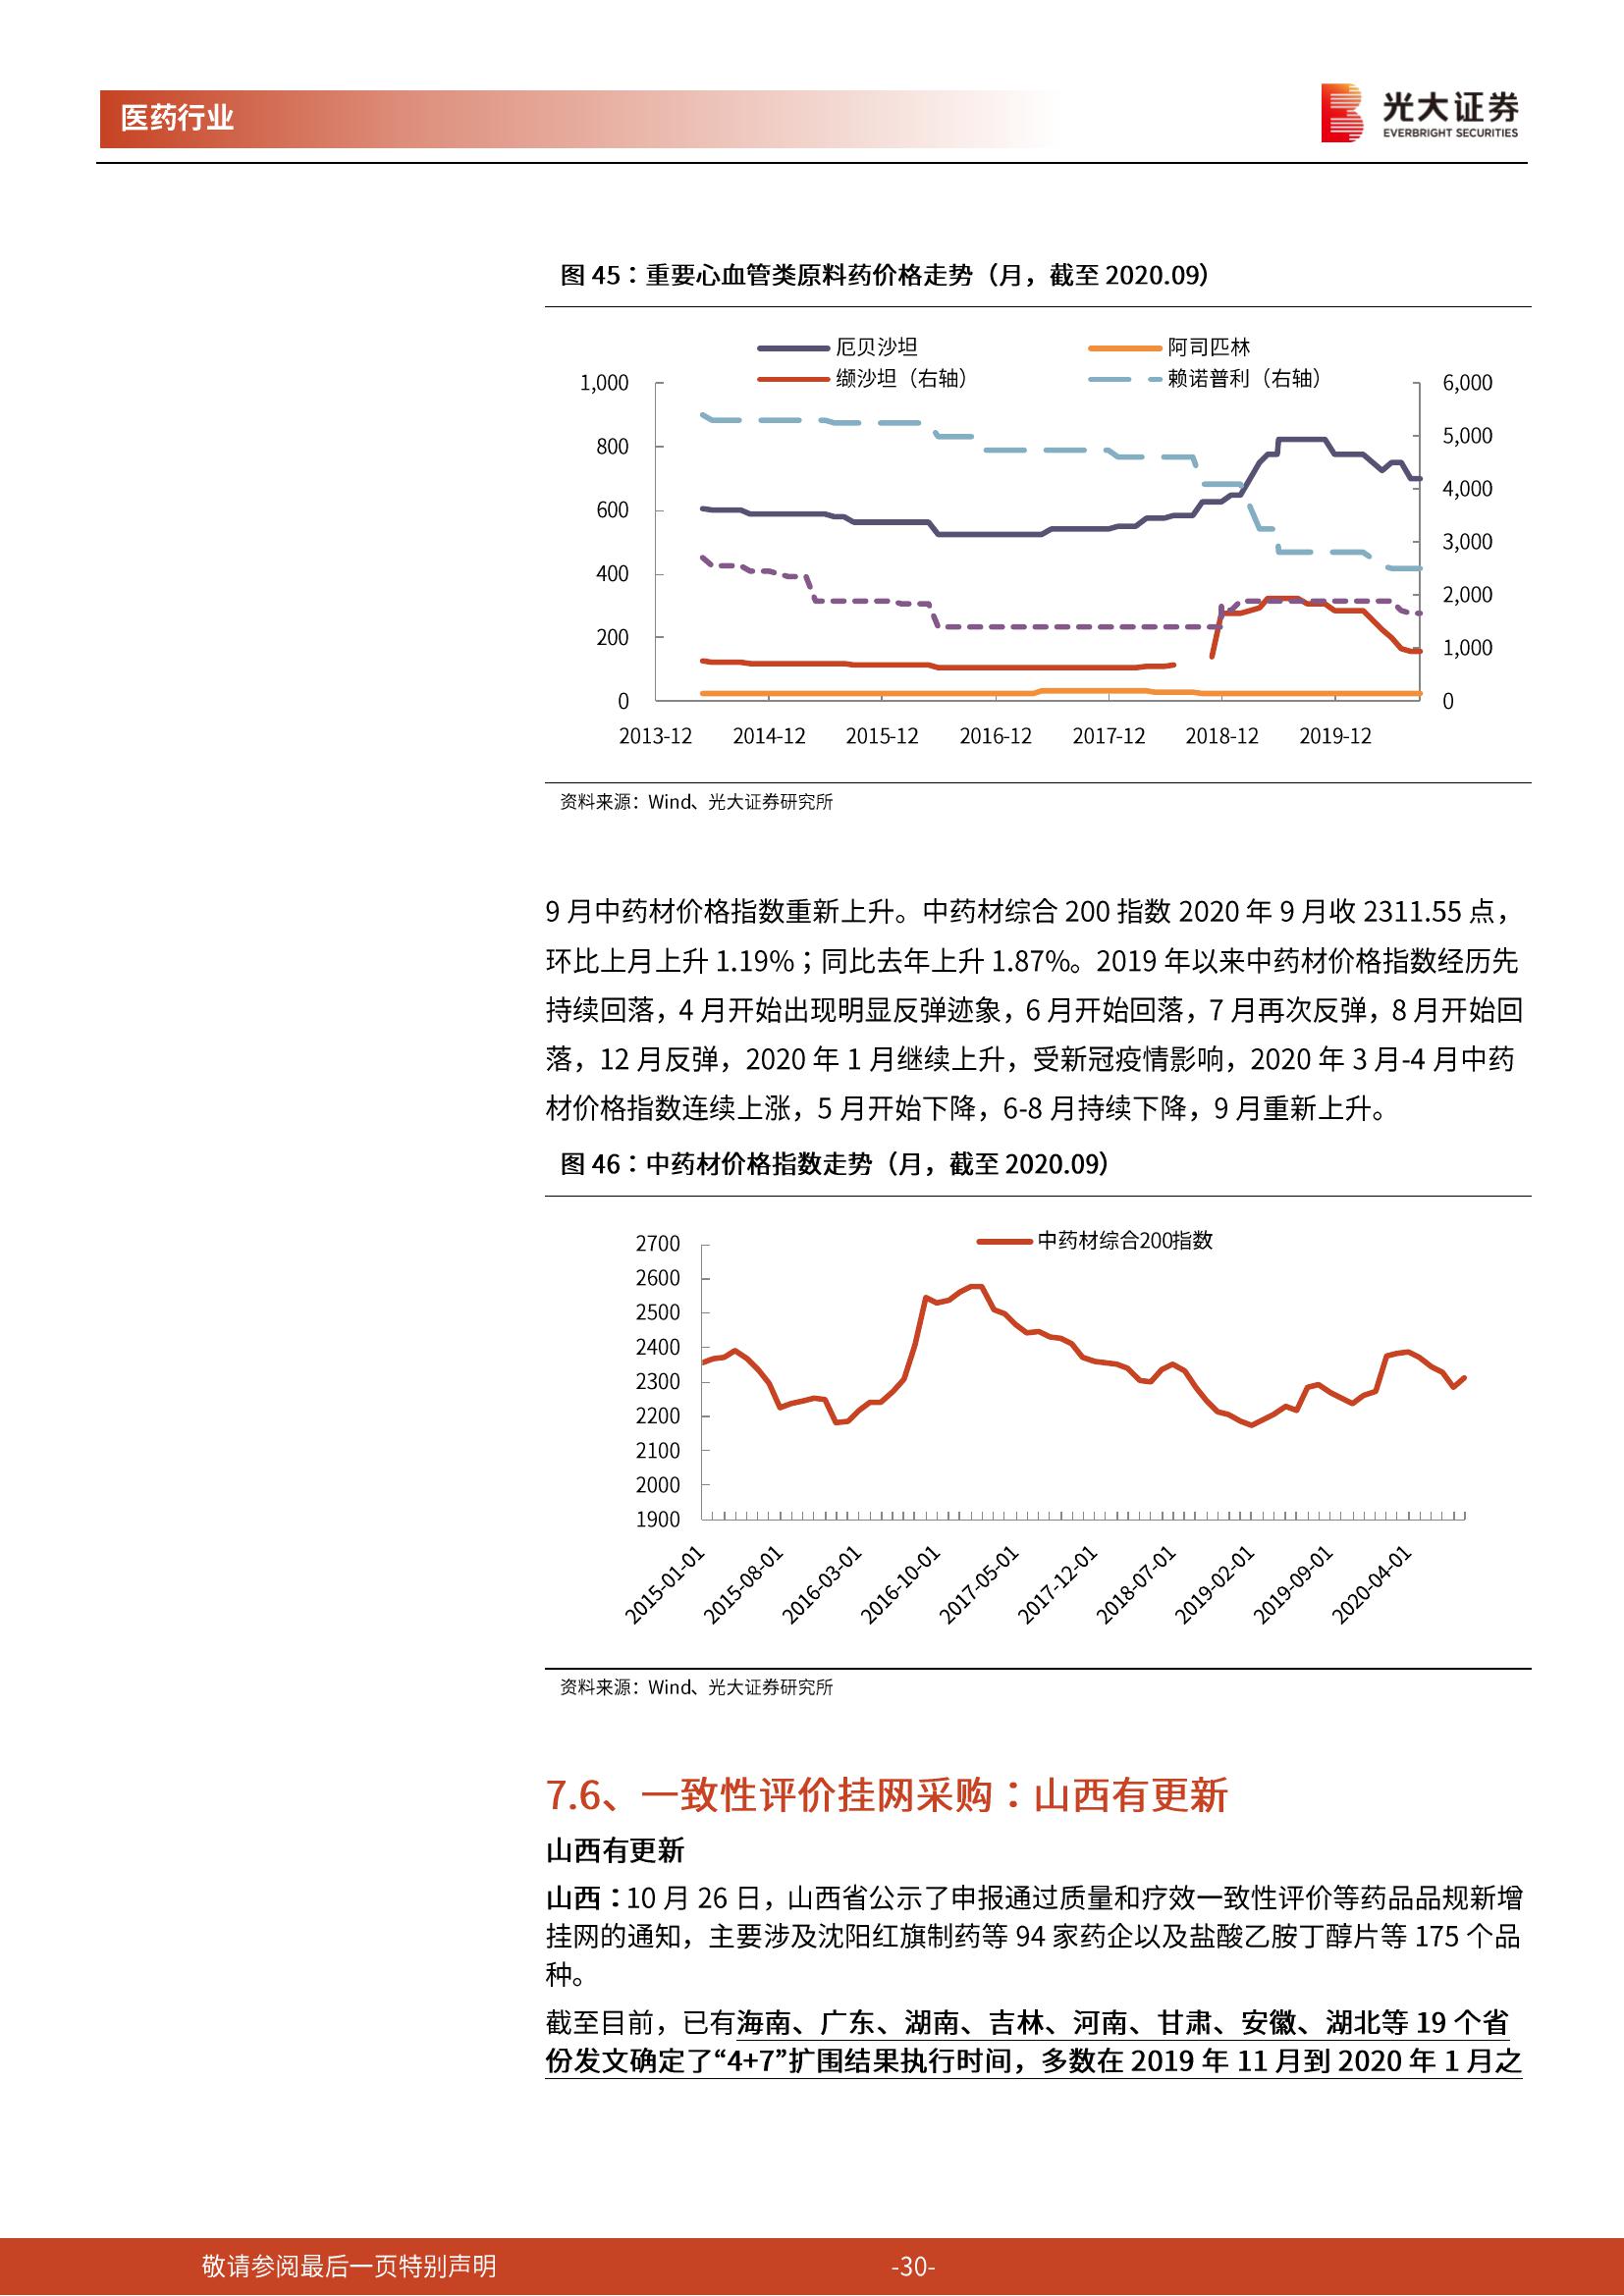 医药行业
光大证券
EVERBRIGHT SECURITIES
图 45：重要心血管类原料药价格走势（月，截至 2020.09）
厄贝沙坦
阿司匹林
缬沙坦（右轴）
赖诺普利（右轴）
1,000
800
600
400
200
0
6,000
5,000
4,000
3,000
2,000
1,000
0
2013-12 2014-12 2015-12 2016-12 2017-12 2018-12 2019-12
资料来源：Wind、光大证券研究所
9 月中药材价格指数重新上升。中药材综合 200 指数 2020 年 9 月收 2311.55 点，
环比上月上升 1.19%；同比去年上升 1.87%。2019 年以来中药材价格指数经历先
持续回落，4 月开始出现明显反弹迹象，6 月开始回落，7 月再次反弹，8 月开始回
落，12 月反弹，2020 年 1 月继续上升，受新冠疫情影响，2020 年 3 月-4 月中药
材价格指数连续上涨，5 月开始下降，6-8 月持续下降，9 月重新上升。
图 46：中药材价格指数走势（月，截至 2020.09）
中药材综合200指数
2700
2600
2500
2400
2300
2200
2100
2000
1900
2015-01-01 2015-08-01 2016-03-01 2016-10-01 2017-05-01 2017-12-01 2018-07-01 2019-02-01 2019-09-01 2020-04-01
资料来源：Wind、光大证券研究所
7.6、一致性评价挂网采购：山西有更新
山西有更新
山西：10 月 26 日，山西省公示了申报通过质量和疗效一致性评价等药品品规新增
挂网的通知，主要涉及沈阳红旗制药等 94 家药企以及盐酸乙胺丁醇片等 175 个品
种。
截至目前，已有海南、广东、湖南、吉林、河南、甘肃、安徽、湖北等 19 个省
份发文确定了“4+7”扩围结果执行时间，多数在 2019 年 11 月到 2020 年 1 月之
敬请参阅最后一页特别声明
-30-